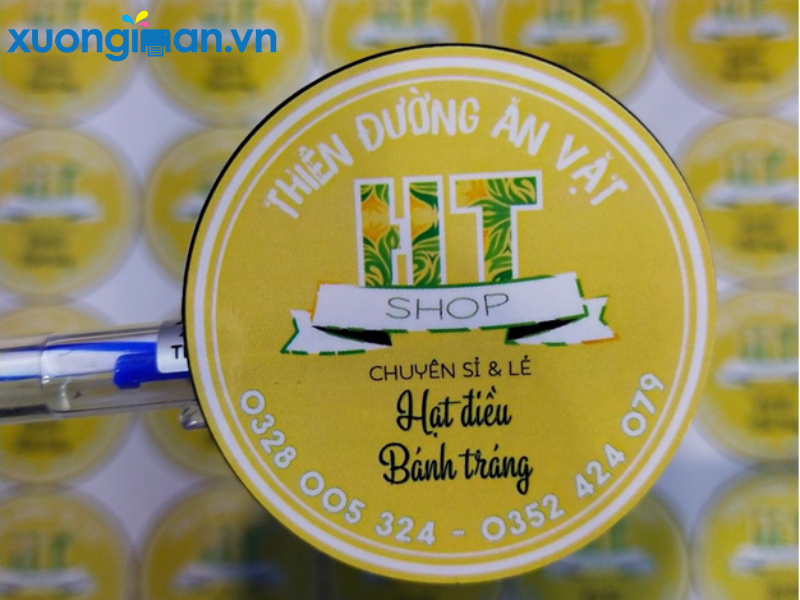 xuongiman.vn
THIÊN ĐƯỜNG ĂN VẶT
HT
SHOP
CHUYÊN SỈ & LẺ
Hạt điều
Bánh tráng
0328 005 324 - 0352 424 079